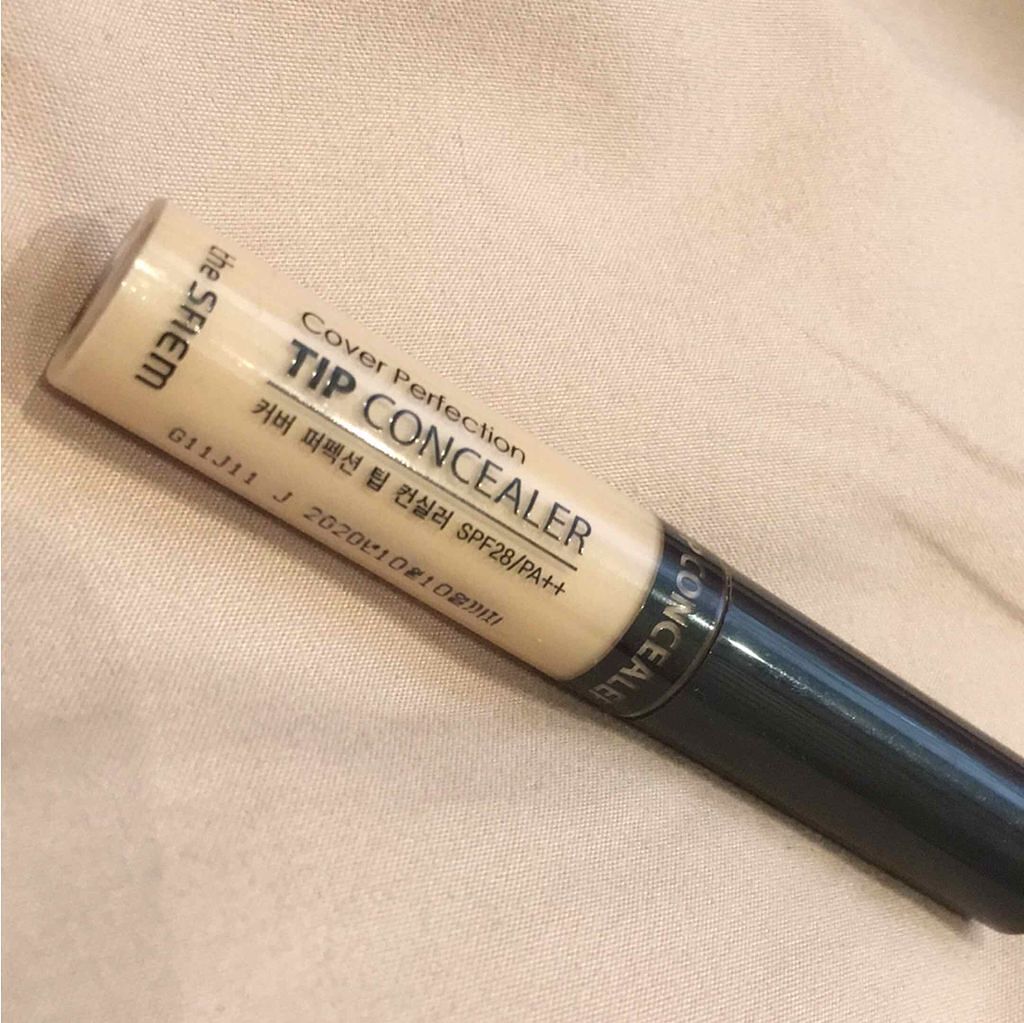 the SAEM
Cover Perfection
TIP CONCEALER
커버 퍼펙션 팁 컨실러 SPF28/PA++
G11J11 J 2020년10월10일까지
CONCEALER